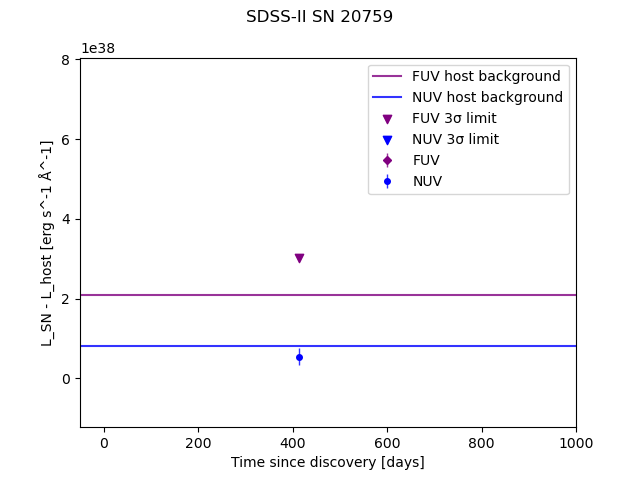 SDSS-II SN 20759
1e38
8
6
4
2
0
L_SN - L_host [erg s^-1 Å^-1]
FUV host background
NUV host background
FUV 3σ limit
NUV 3σ limit
FUV
NUV
0 200 400 600 800 1000
Time since discovery [days]